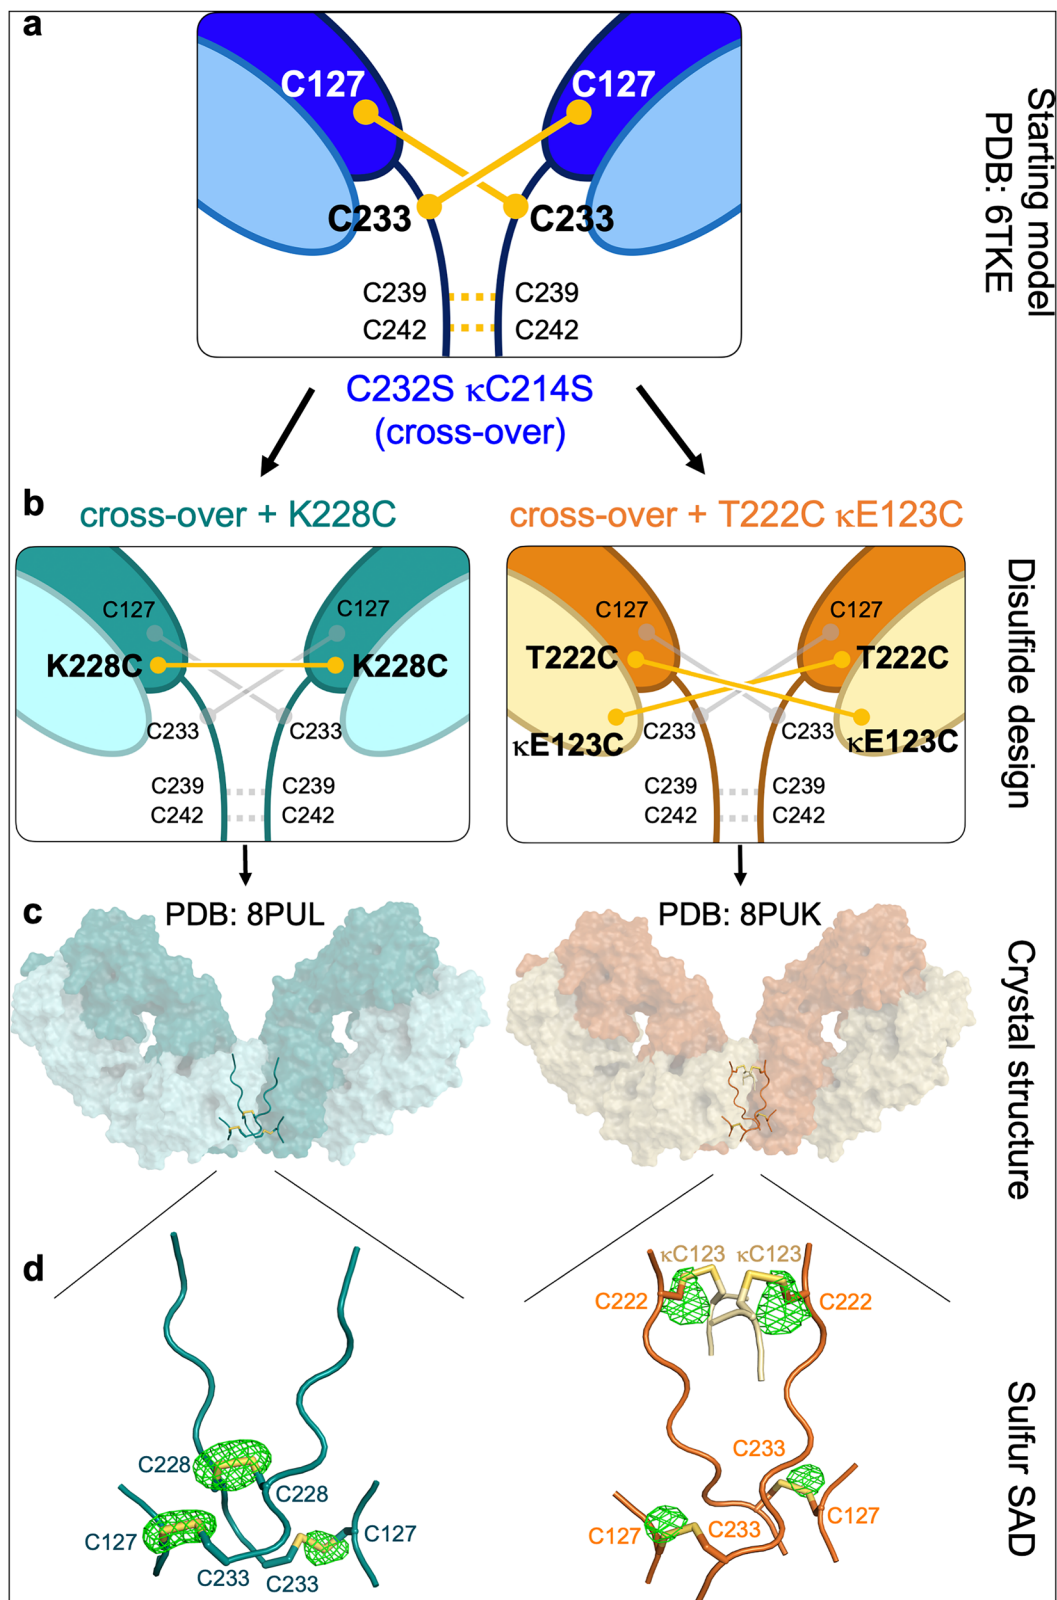 a
C127
C127
C233
C233
C239
C239
C242
C242
Starting model
PDB: 6TKE
C232S κC214S
(cross-over)
b
cross-over + K228C
cross-over + T222C κE123C
C127
C127
K228C
K228C
C233
C233
C239
C239
C242
C242
C127
C127
T222C
T222C
κE123C
C233
C233
κE123C
C239
C239
C242
C242
Disulfide design
c
PDB: 8PUL
PDB: 8PUK
Crystal structure
d
C228
C228
C127
C127
C233
C233
κC123
κC123
C222
C222
C233
C127
C233
C127
Sulfur SAD